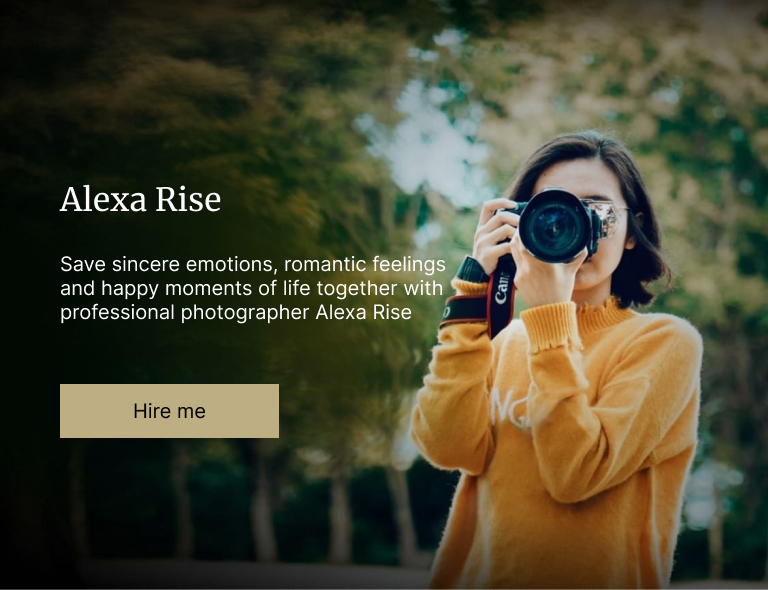 Alexa Rise
Save sincere emotions, romantic feelings
and happy moments of life together with
professional photographer Alexa Rise
Hire me